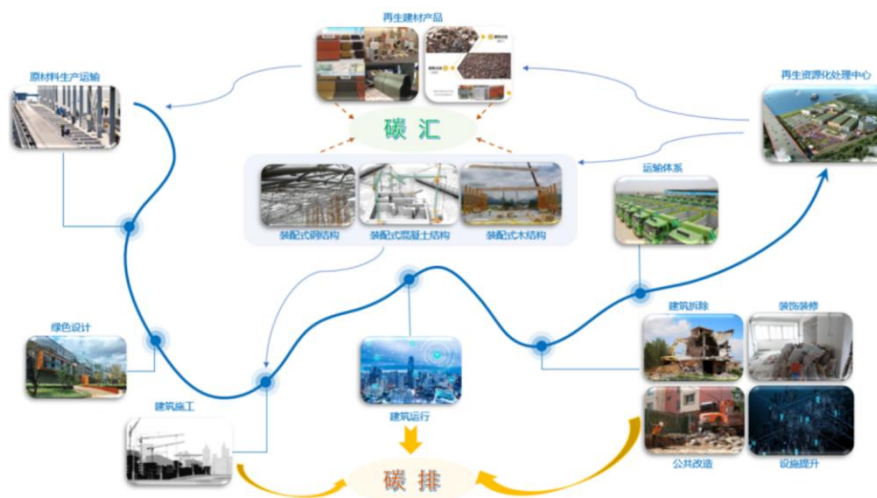 再生建材产品
原材料生产运输
再生资源化处理中心
碳 汇
运输体系
装配式钢结构
装配式混凝土结构
装配式木结构
绿色设计
建筑拆除
装饰装修
建筑施工
建筑运行
公共改造
设施提升
碳 排